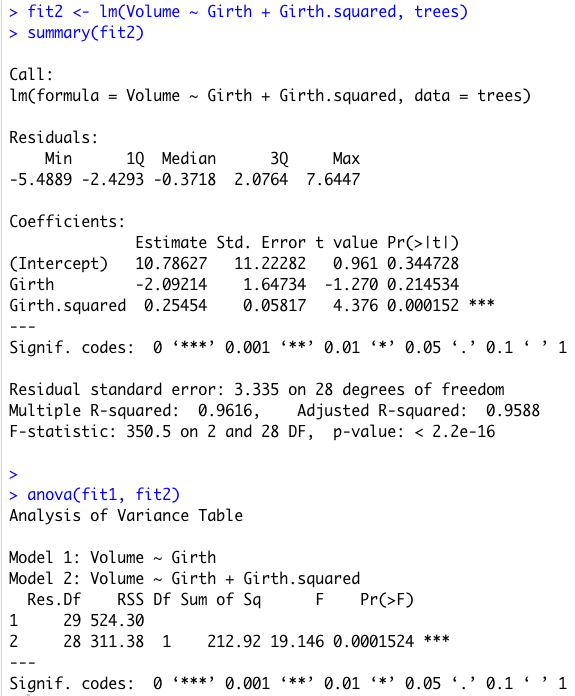 > fit2 <- lm(Volume ~ Girth + Girth.squared, trees)
> summary(fit2)

Call:
lm(formula = Volume ~ Girth + Girth.squared, data = trees)

Residuals:
    Min      1Q  Median      3Q     Max
-5.4889 -2.4293 -0.3718  2.0764  7.6447

Coefficients:
              Estimate Std. Error t value Pr(>|t|)
(Intercept)   10.78627   11.22282   0.961 0.344728
Girth         -2.09214    1.64734  -1.270 0.214534
Girth.squared  0.25454    0.05817   4.376 0.000152 ***
---
Signif. codes:  0 ‘***’ 0.001 ‘**’ 0.01 ‘*’ 0.05 ‘.’ 0.1 ‘ ’ 1

Residual standard error: 3.335 on 28 degrees of freedom
Multiple R-squared:  0.9616,    Adjusted R-squared:  0.9588
F-statistic: 350.5 on 2 and 28 DF,  p-value: < 2.2e-16

>
> anova(fit1, fit2)
Analysis of Variance Table

Model 1: Volume ~ Girth
Model 2: Volume ~ Girth + Girth.squared
  Res.Df    RSS Df Sum of Sq      F    Pr(>F)
1     29 524.30
2     28 311.38  1    212.92 19.146 0.0001524 ***
---
Signif. codes:  0 ‘***’ 0.001 ‘**’ 0.01 ‘*’ 0.05 ‘.’ 0.1 ‘ ’ 1